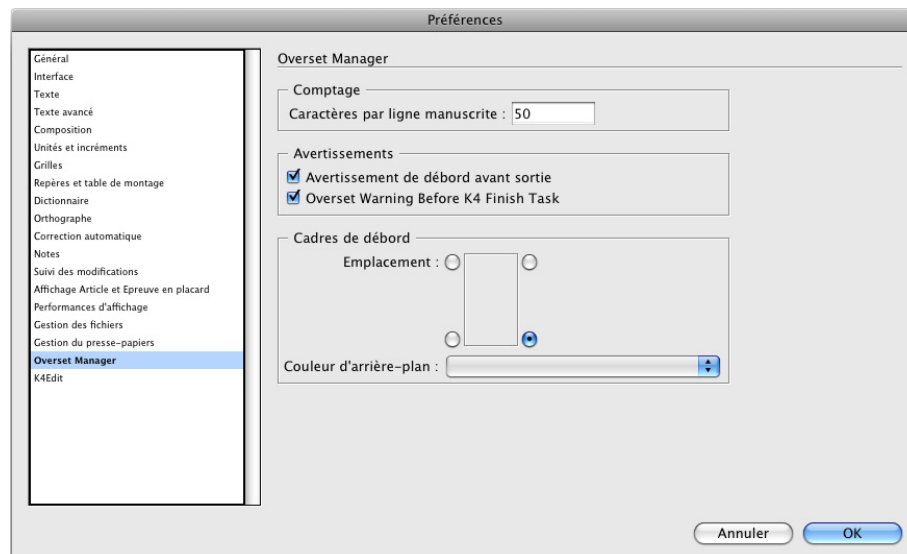 Préférences
Général
Interface
Texte
Texte avancé
Composition
Unités et incréments
Grilles
Repères et table de montage
Dictionnaire
Orthographe
Correction automatique
Notes
Suivi des modifications
Affichage Article et Epreuve en placard
Performances d'affichage
Gestion des fichiers
Gestion du presse-papiers
Overset Manager
K4Edit
Overset Manager
Comptage
Caractères par ligne manuscrite : 50
Avertissements
Avertissement de débord avant sortie
Overset Warning Before K4 Finish Task
Cadres de débord
Emplacement :
Couleur d'arrière-plan :
Annuler
OK